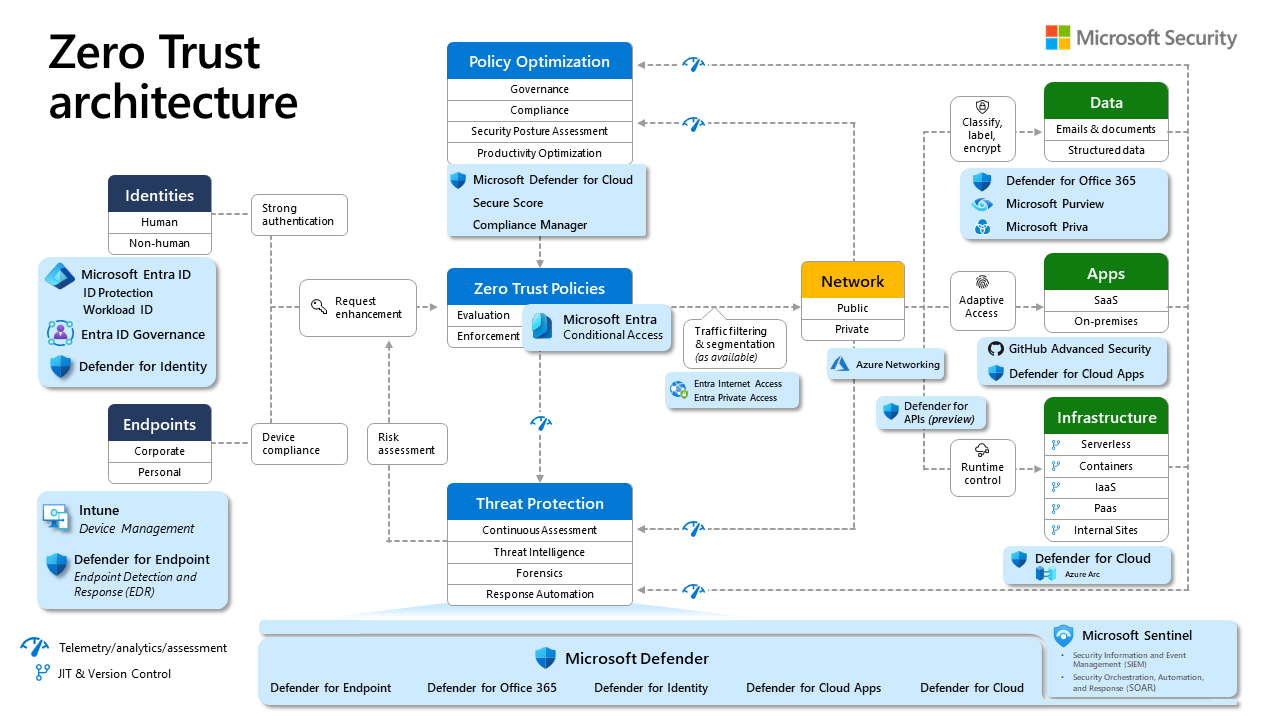 Zero Trust
architecture
Microsoft Security
Policy Optimization
Governance
Compliance
Security Posture Assessment
Productivity Optimization
Microsoft Defender for Cloud
Secure Score
Compliance Manager
Identities
Human
Non-human
Microsoft Entra ID
ID Protection
Workload ID
Entra ID Governance
Defender for Identity
Strong
authentication
Endpoints
Corporate
Personal
Intune
Device Management
Defender for Endpoint
Endpoint Detection and
Response (EDR)
Device
compliance
Request
enhancement
Risk
assessment
Zero Trust Policies
Evaluation
Enforcement
Microsoft Entra
Conditional Access
Traffic filtering
& segmentation
(as available)
Entra Internet Access
Entra Private Access
Threat Protection
Continuous Assessment
Threat Intelligence
Forensics
Response Automation
Network
Public
Private
Azure Networking
Defender for
APIs (preview)
Classify,
label,
encrypt
Data
Emails & documents
Structured data
Defender for Office 365
Microsoft Purview
Microsoft Priva
Adaptive
Access
Apps
SaaS
On-premises
GitHub Advanced Security
Defender for Cloud Apps
Runtime
control
Infrastructure
Serverless
Containers
IaaS
Paas
Internal Sites
Defender for Cloud
Azure Arc
Telemetry/analytics/assessment
JIT & Version Control
Microsoft Defender
Defender for Endpoint
Defender for Office 365
Defender for Identity
Defender for Cloud Apps
Defender for Cloud
Microsoft Sentinel
• Security Information and Event
Management (SIEM)
• Security Orchestration, Automation,
and Response (SOAR)